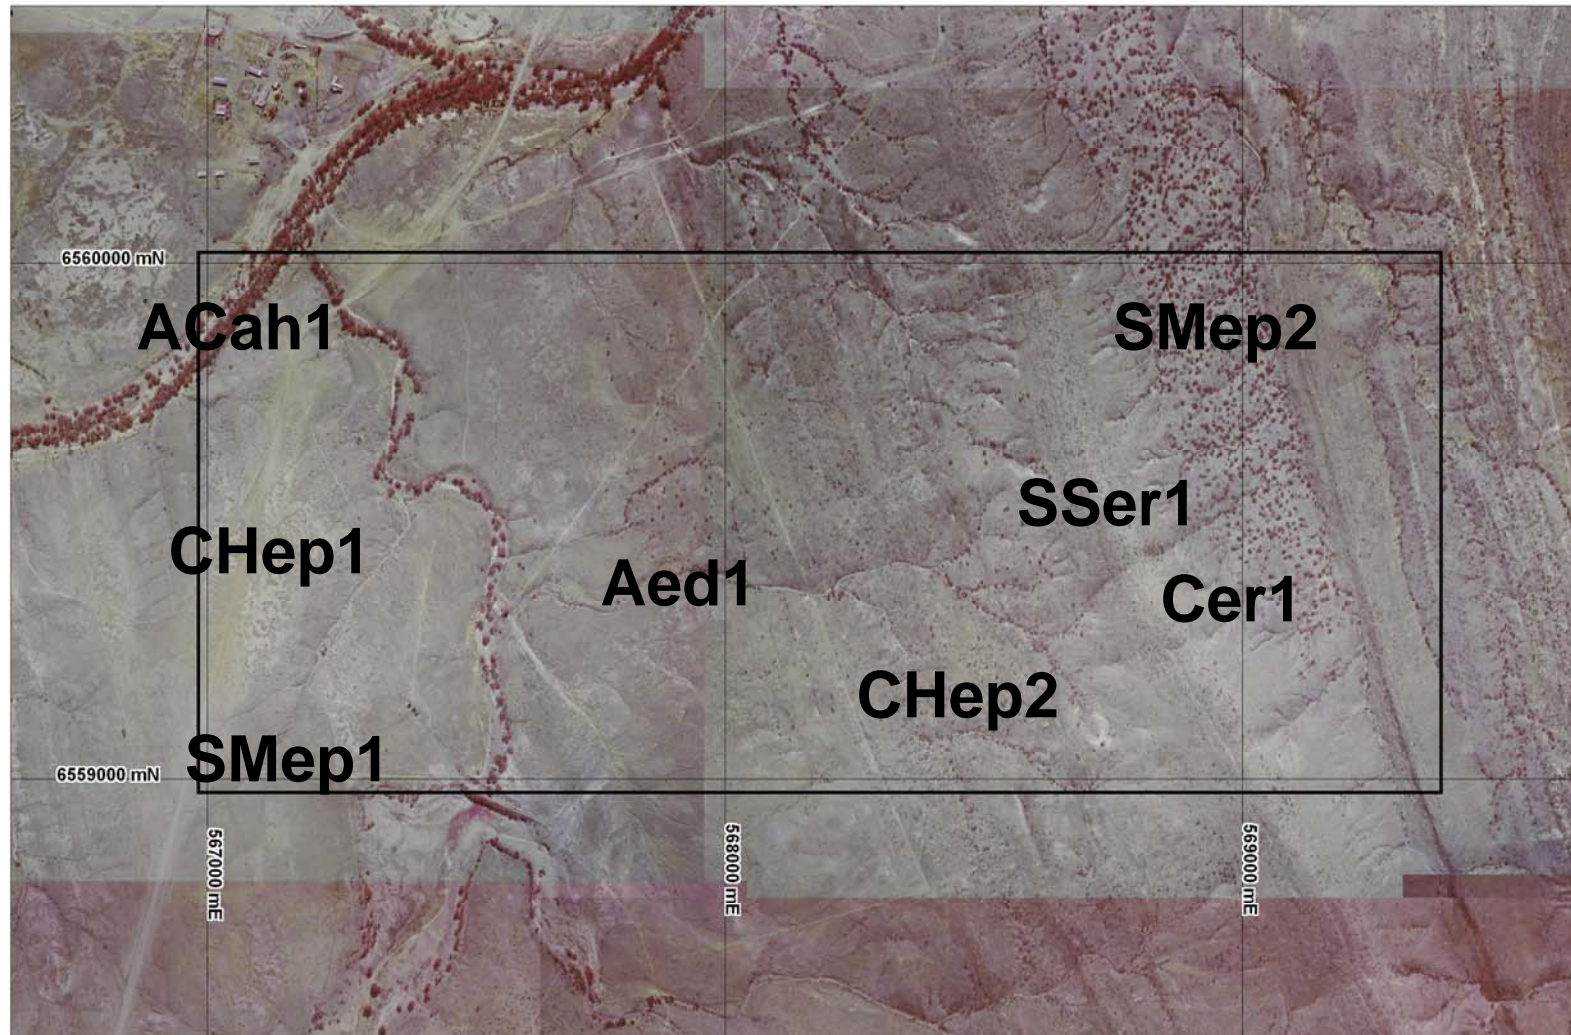 6560000 mN
ACah1
SMep2
SSer1
CHep1
Aed1
Cer1
CHep2
SMep1
6559000 mN
567000 mE
568000 mE
569000 mE